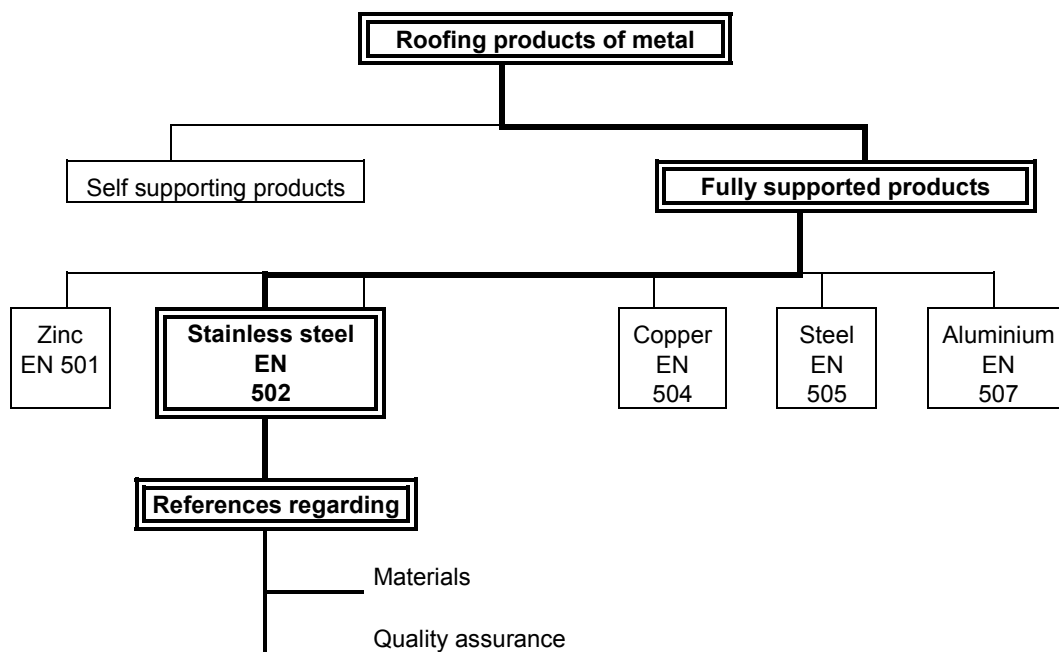 Roofing products of metal
Self supporting products
Fully supported products
Zinc
EN 501
Stainless steel
EN
502
Copper
EN
504
Steel
EN
505
Aluminium
EN
507
References regarding
Materials
Quality assurance